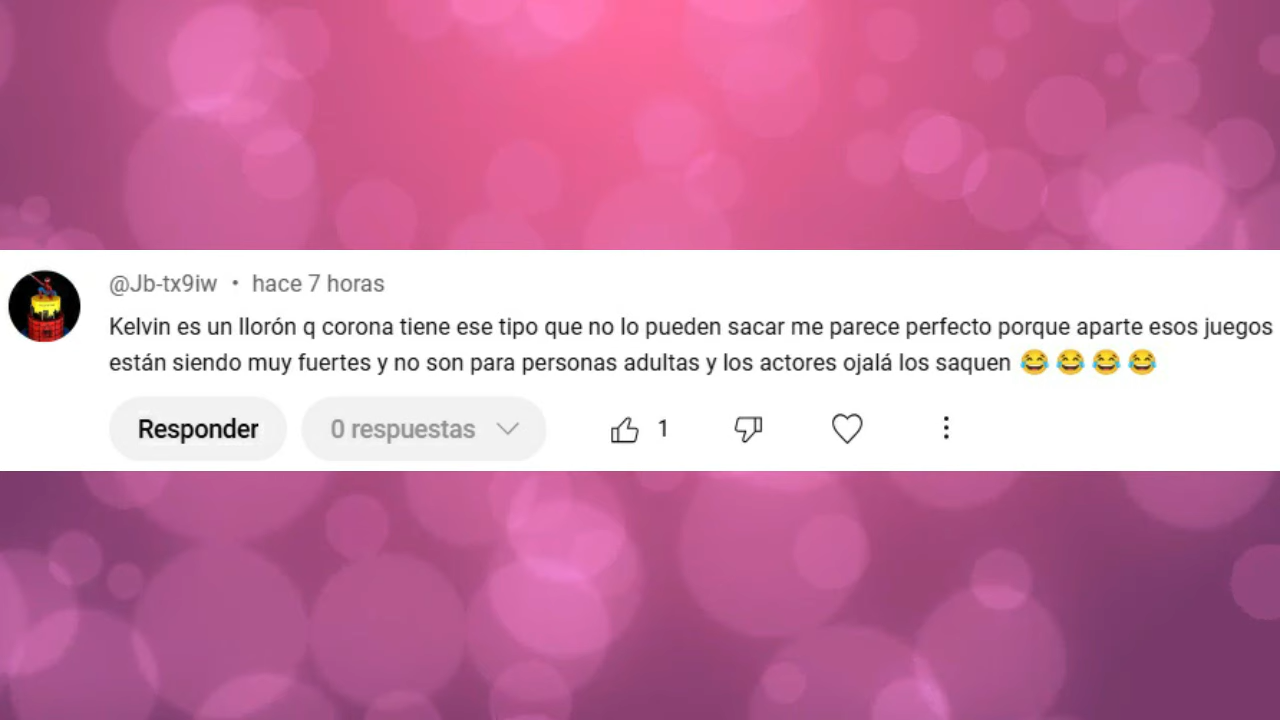 @Jb-tx9iw • hace 7 horas
Kelvin es un llorón q corona tiene ese tipo que no lo pueden sacar me parece perfecto porque aparte esos juegos
están siendo muy fuertes y no son para personas adultas y los actores ojalá los saquen 😂😂😂😂
Responder 0 respuestas 1